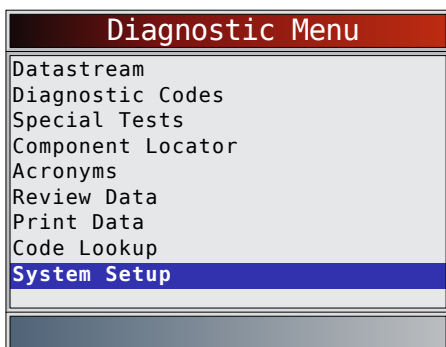 Diagnostic Menu
Datastream
Diagnostic Codes
Special Tests
Component Locator
Acronyms
Review Data
Print Data
Code Lookup
System Setup